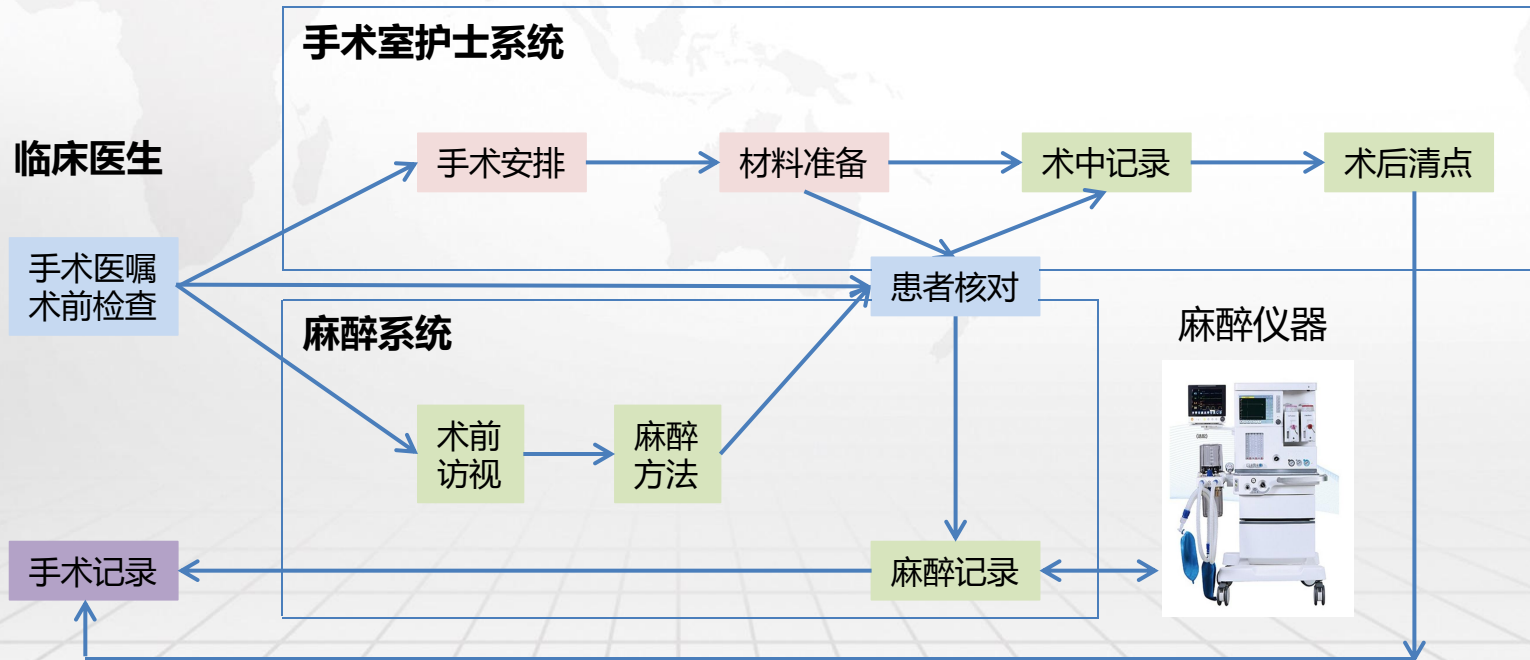 手术室护士系统
临床医生
手术安排
材料准备
术中记录
术后清点
手术医嘱
术前检查
患者核对
麻醉系统
麻醉仪器
术前
访视
麻醉
方法
手术记录
麻醉记录